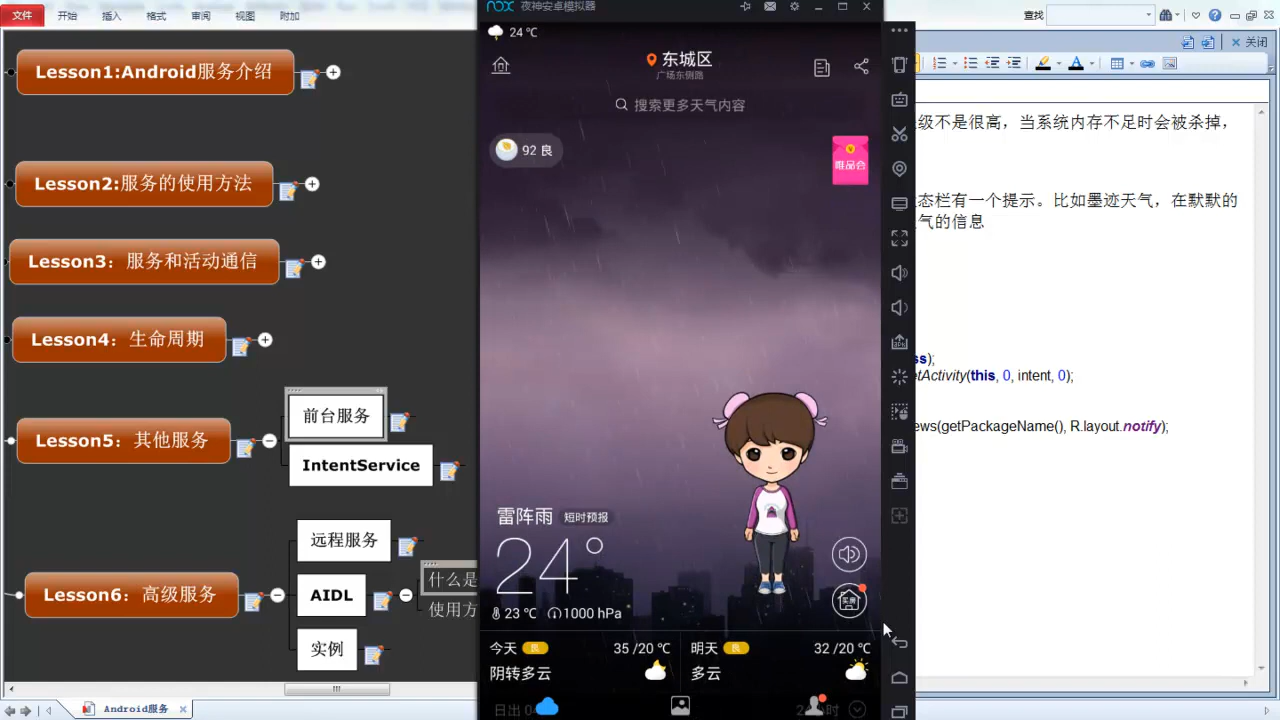 文件 开始 插入 格式 审阅 视图 附加
Lesson1:Android服务介绍
Lesson2:服务的使用方法
Lesson3：服务和活动通信
Lesson4：生命周期
Lesson5：其他服务
前台服务
IntentService
Lesson6：高级服务
远程服务
AIDL
什么是
使用方
实例
Android服务
nox 夜神安卓模拟器
24℃
东城区
广场东侧路
搜索更多天气内容
92 良
唯品会
雷阵雨 短时预报
24°
23℃ 1000 hPa
今天 良 35/20℃
阴转多云
明天 良 32/20℃
多云
日出
时
买房
查找
关闭
级不是很高，当系统内存不足时会被杀掉，
态栏有一个提示。比如墨迹天气，在默默的
气的信息
ss);
etActivity(this, 0, intent, 0);
ews(getPackageName(), R.layout.notify);